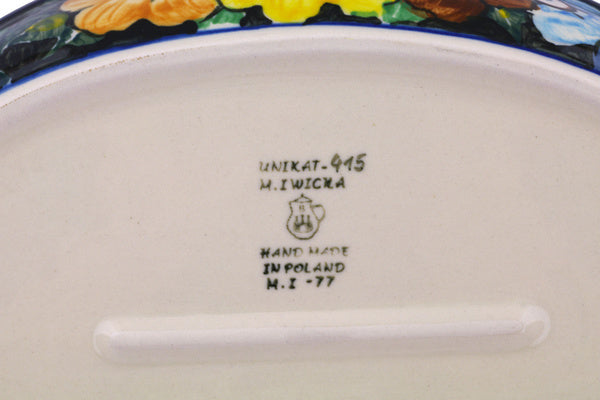 UNIKAT-415
M.IWICKA
HAND MADE
IN POLAND
M.I -77